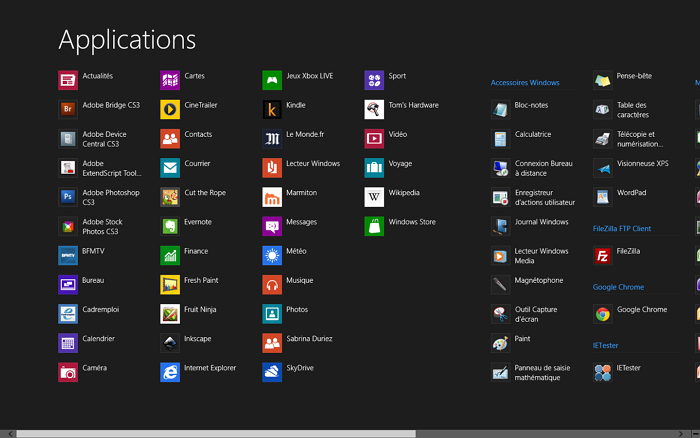 Applications
Actualités
Adobe Bridge CS3
Adobe Device
Central CS3
Adobe
ExtendScript Tool...
Adobe Photoshop
CS3
Adobe Stock
Photos CS3
BFMTV
Bureau
Cadremploi
Calendrier
Caméra
Cartes
CineTrailer
Contacts
Courrier
Cut the Rope
Evernote
Finance
Fresh Paint
Fruit Ninja
Inkscape
Internet Explorer
Jeux Xbox LIVE
Kindle
Le Monde.fr
Lecteur Windows
Marmiton
Messages
Météo
Musique
Photos
Sabrina Duriez
SkyDrive
Sport
Tom's Hardware
Vidéo
Voyage
Wikipedia
Windows Store
Accessoires Windows
Bloc-notes
Calculatrice
Connexion Bureau
à distance
Enregistreur
d'actions utilisateur
Journal Windows
Lecteur Windows
Media
Magnétophone
Outil Capture
d'écran
Paint
Panneau de saisie
mathématique
Pense-bête
Table des
caractères
Télécopie et
numérisation...
Visionneuse XPS
WordPad
FileZilla FTP Client
FileZilla
Google Chrome
Google Chrome
IETester
IETester